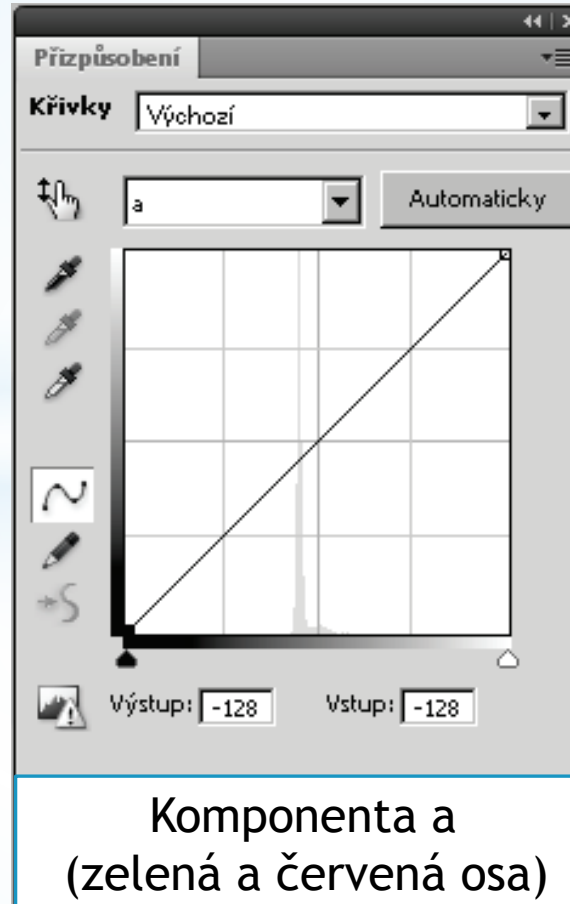 Přizpůsobení
Křivky Výchozí
a Automaticky
Výstup: -128 Vstup: -128
Komponenta a
(zelená a červená osa)